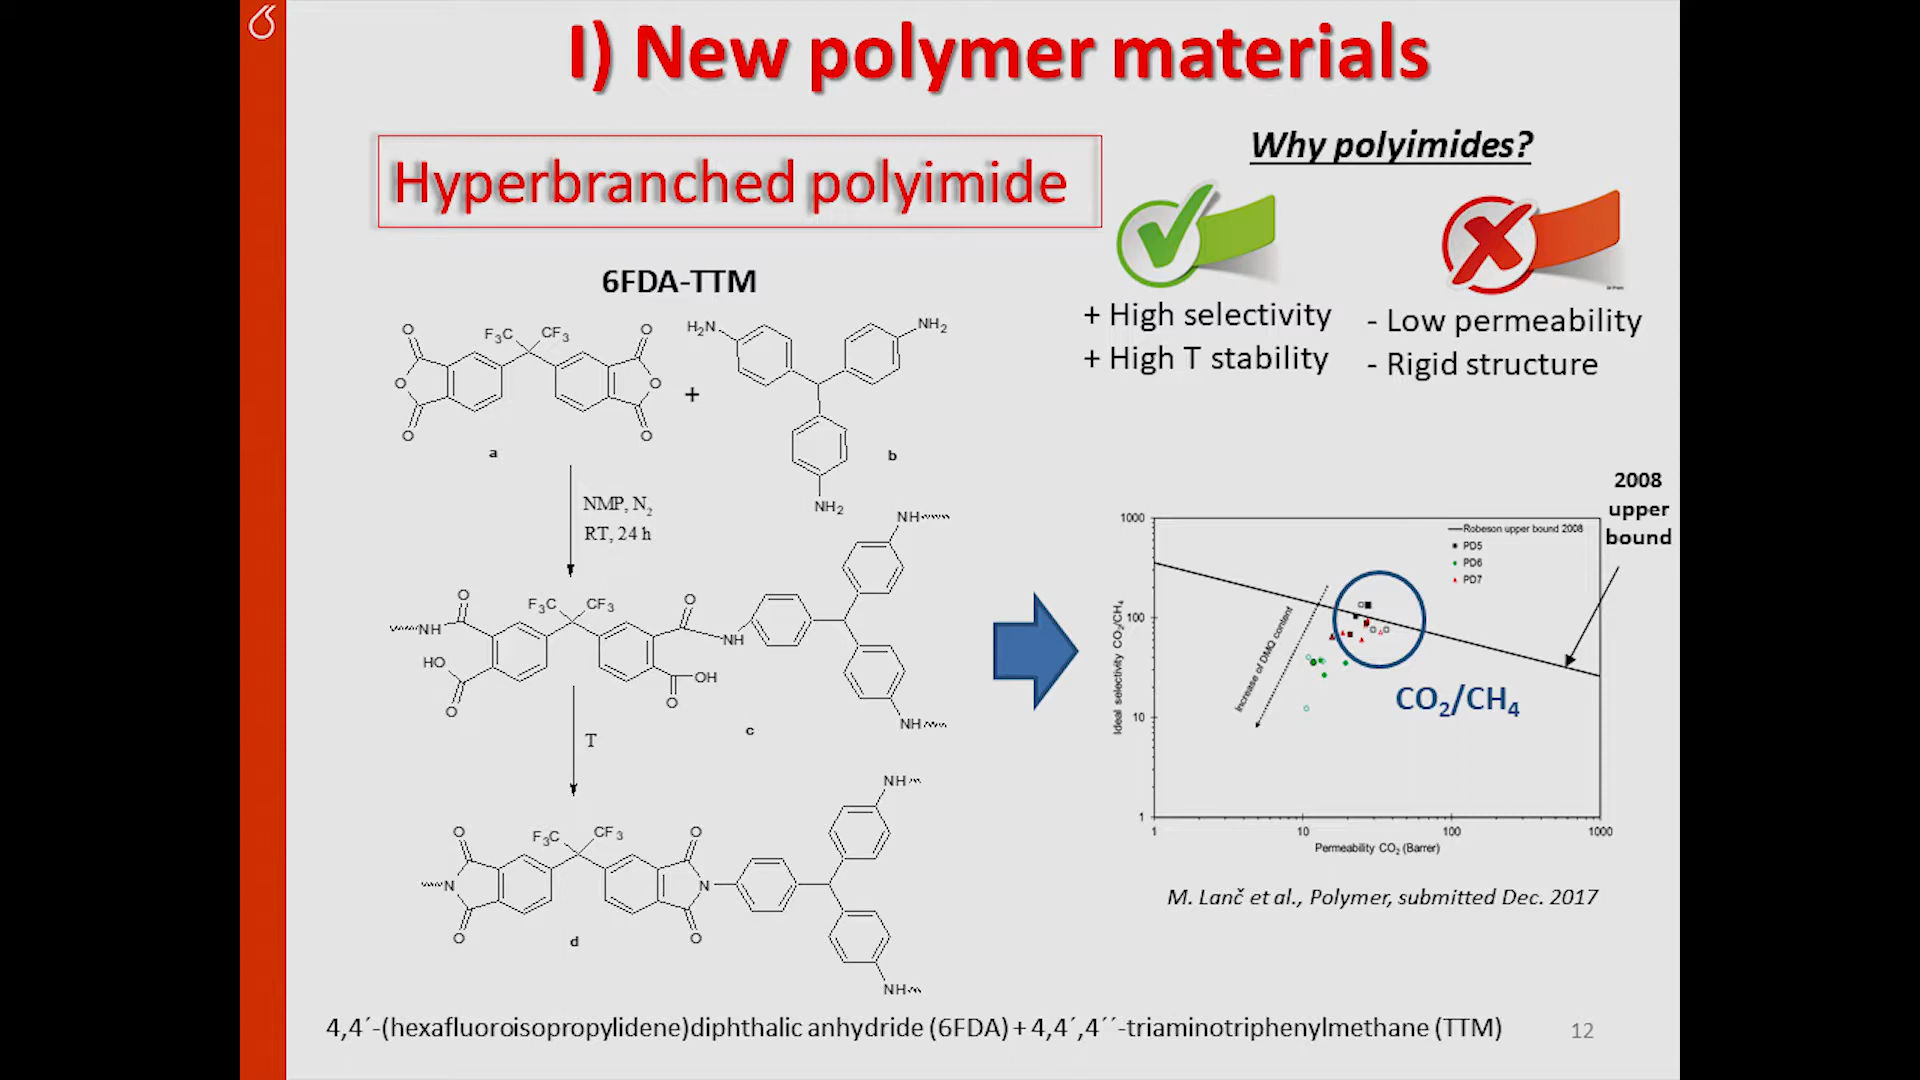 I) New polymer materials
Hyperbranched polyimide
Why polyimides?
+ High selectivity
+ High T stability
- Low permeability
- Rigid structure
6FDA-TTM
O
F₃C
CF₃
O
O
O
O
O
a
+
H₂N
NH₂
NH₂
b
NMP, N₂
RT, 24 h
NH
O
F₃C
CF₃
O
NH
HO
O
OH
O
NH
NH
c
T
O
F₃C
CF₃
O
N
N
O
O
NH
NH
d
2008
upper
bound
1000
100
10
1
1
10
100
1000
Ideal selectivity CO₂/CH₄
Permeability CO₂ (Barrer)
Robeson upper bound 2008
PD5
PD6
PD7
Increase of DMQ content
CO₂/CH₄
M. Lanč et al., Polymer, submitted Dec. 2017
4,4´-(hexafluoroisopropylidene)diphthalic anhydride (6FDA) + 4,4´,4´´-triaminotriphenylmethane (TTM)
12